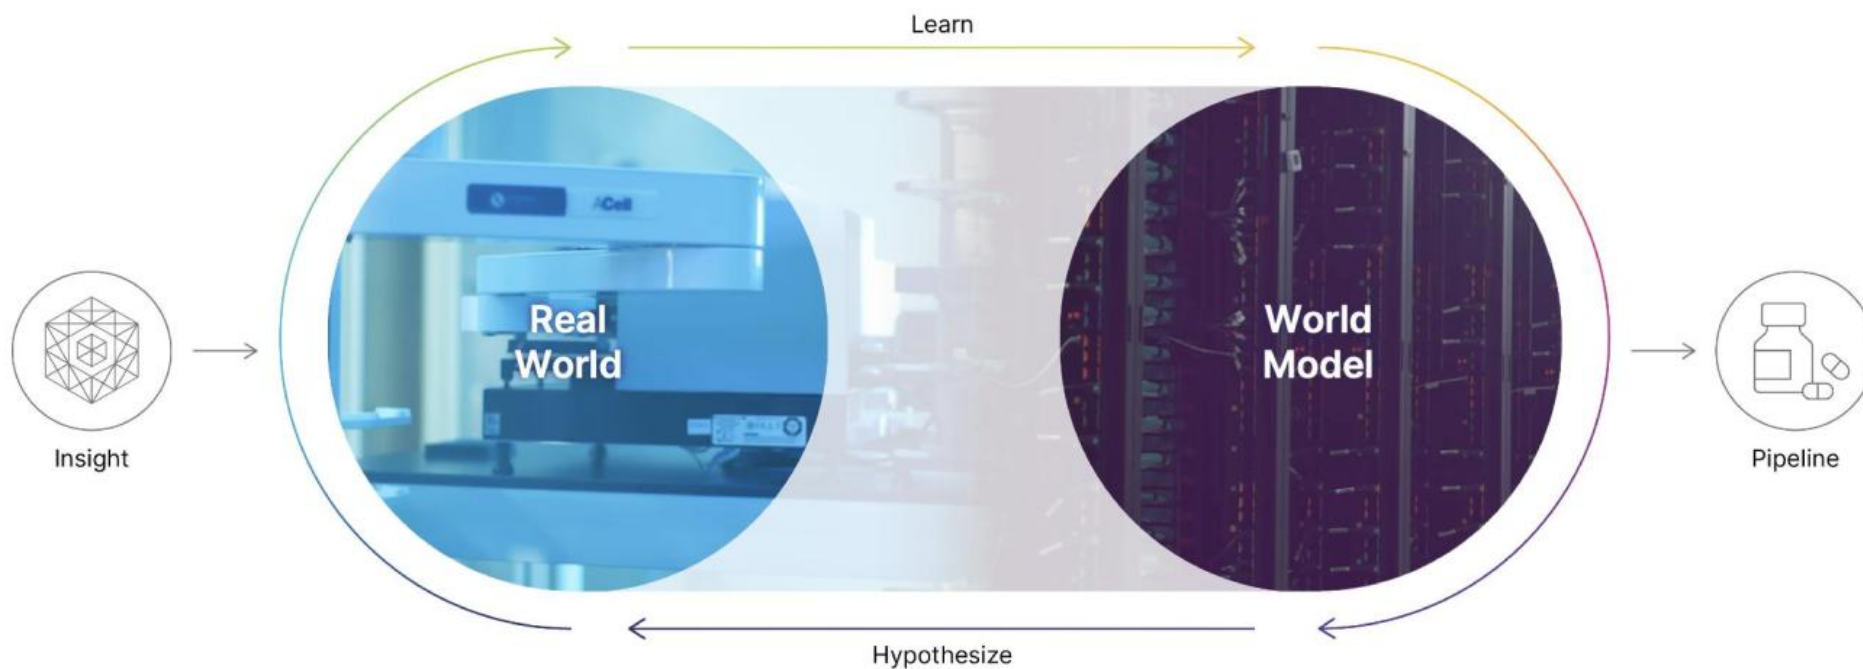 Learn
ACell
Real
World
World
Model
Insight
Pipeline
Hypothesize